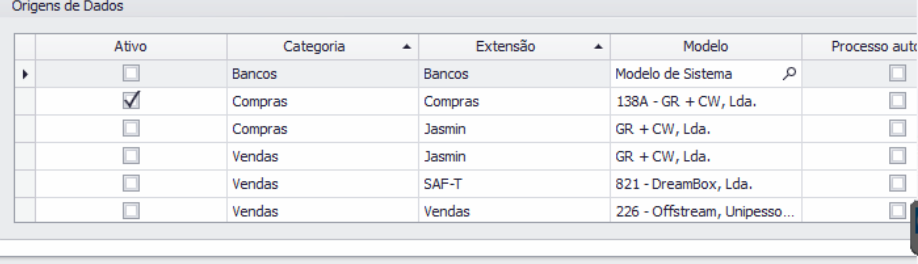 Origens de Dados
Ativo Categoria Extensão Modelo Processo auto
Bancos Bancos Modelo de Sistema
Compras Compras 138A - GR + CW, Lda.
Compras Jasmin GR + CW, Lda.
Vendas Jasmin GR + CW, Lda.
Vendas SAF-T 821 - DreamBox, Lda.
Vendas Vendas 226 - Offstream, Unipesso...